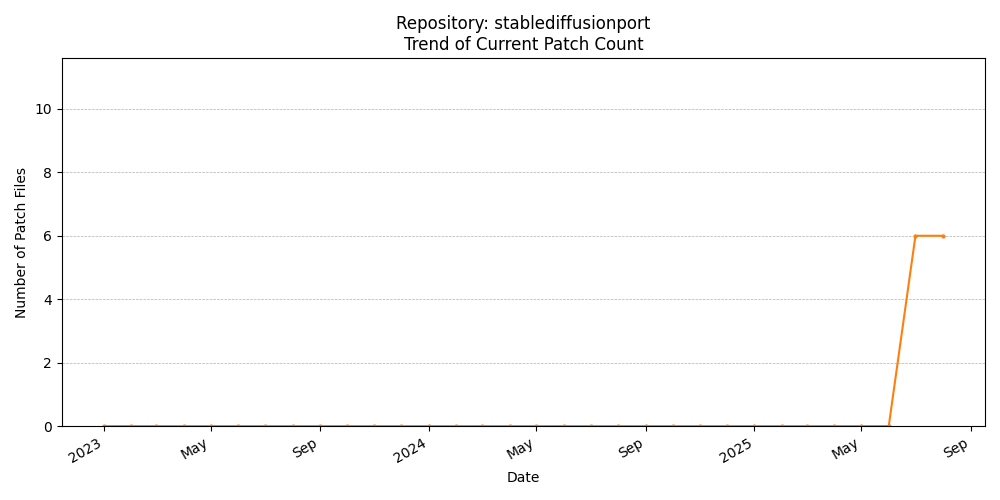 Repository: stablediffusionport
Trend of Current Patch Count
Number of Patch Files
10
8
6
4
2
0
2023
May
Sep
2024
May
Sep
2025
May
Sep
Date